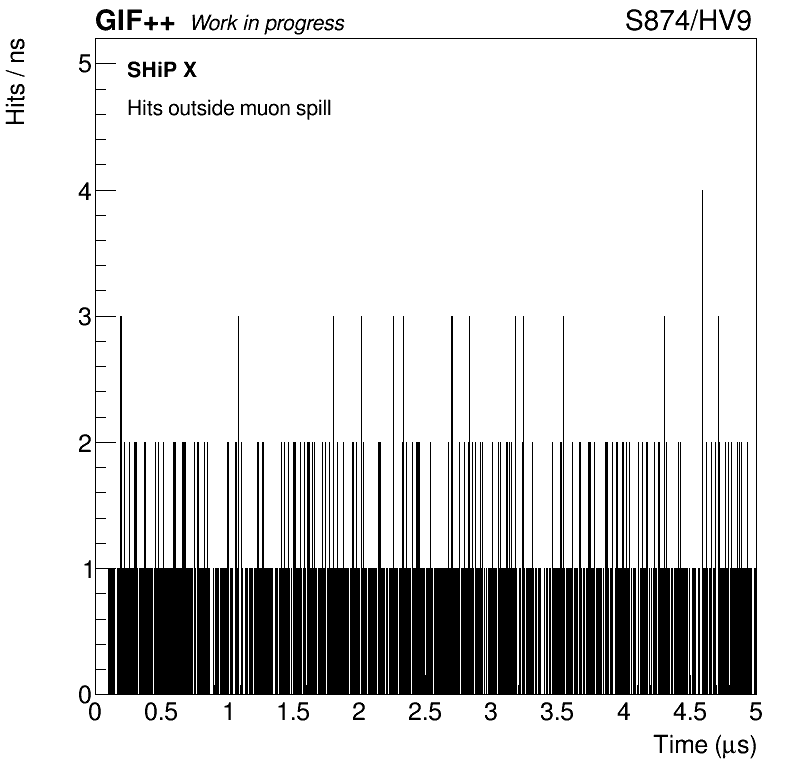 GIF++ Work in progress S874/HV9
Hits / ns
SHiP X
Hits outside muon spill
5
4
3
2
1
0
0 0.5 1 1.5 2 2.5 3 3.5 4 4.5 5
Time (μs)